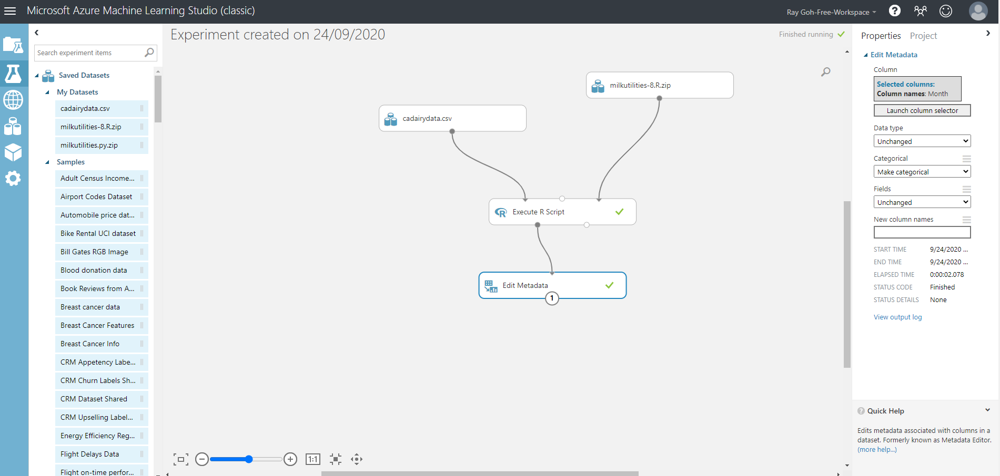 Microsoft Azure Machine Learning Studio (classic)
Ray Goh-Free-Workspace
?
Search experiment items
Saved Datasets
My Datasets
cadairydata.csv
milkutilities-8.R.zip
milkutilities.py.zip
Samples
Adult Census Income...
Airport Codes Dataset
Automobile price dat...
Bike Rental UCI dataset
Bill Gates RGB Image
Blood donation data
Book Reviews from A...
Breast cancer data
Breast Cancer Features
Breast Cancer Info
CRM Appetency Labe...
CRM Churn Labels Sh...
CRM Dataset Shared
CRM Upselling Label...
Energy Efficiency Reg...
Flight Delays Data
Flight on-time perfor...
Experiment created on 24/09/2020
Finished running
milkutilities-8.R.zip
cadairydata.csv
R
Execute R Script
Edit Metadata
1
1:1
Properties Project
Edit Metadata
Column
Selected columns:
Column names: Month
Launch column selector
Data type
Unchanged
Categorical
Make categorical
Fields
Unchanged
New column names
START TIME 9/24/2020 ...
END TIME 9/24/2020 ...
ELAPSED TIME 0:00:02.078
STATUS CODE Finished
STATUS DETAILS None
View output log
? Quick Help
Edits metadata associated with columns in a
dataset. Formerly known as Metadata Editor.
(more help...)